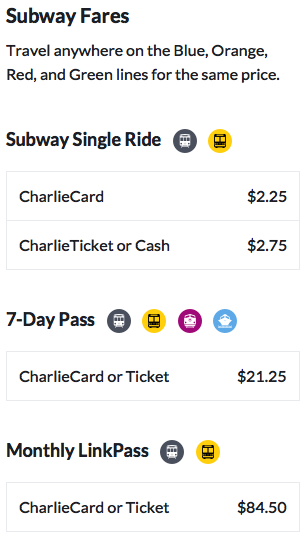 Subway Fares
Travel anywhere on the Blue, Orange,
Red, and Green lines for the same price.
Subway Single Ride
CharlieCard $2.25
CharlieTicket or Cash $2.75
7-Day Pass
CharlieCard or Ticket $21.25
Monthly LinkPass
CharlieCard or Ticket $84.50